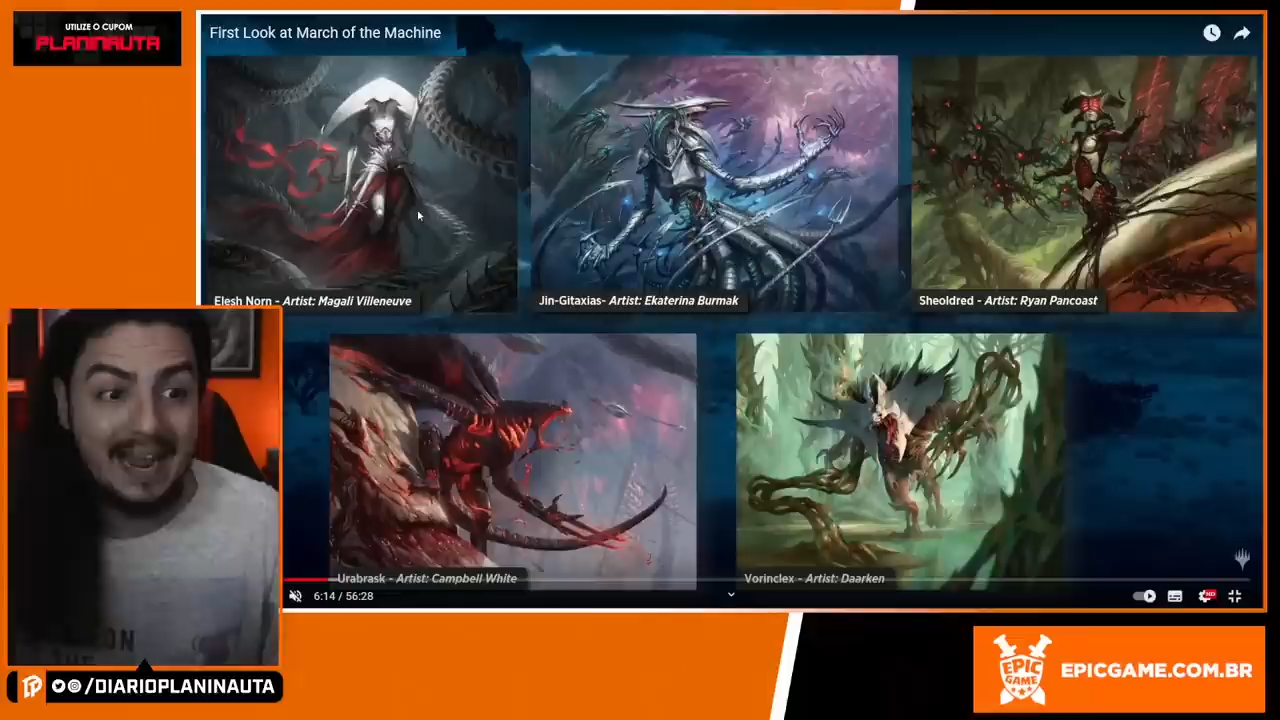 UTILIZE O CUPOM
PLANINAUTA
First Look at March of the Machine
Elesh Norn - Artist: Magali Villeneuve
Jin-Gitaxias- Artist: Ekaterina Burmak
Sheoldred - Artist: Ryan Pancoast
Urabrask - Artist: Campbell White
Vorinclex - Artist: Daarken
6:14 / 56:28
HD
/DIARIOPLANINAUTA
EPIC
GAME
EPICGAME.COM.BR